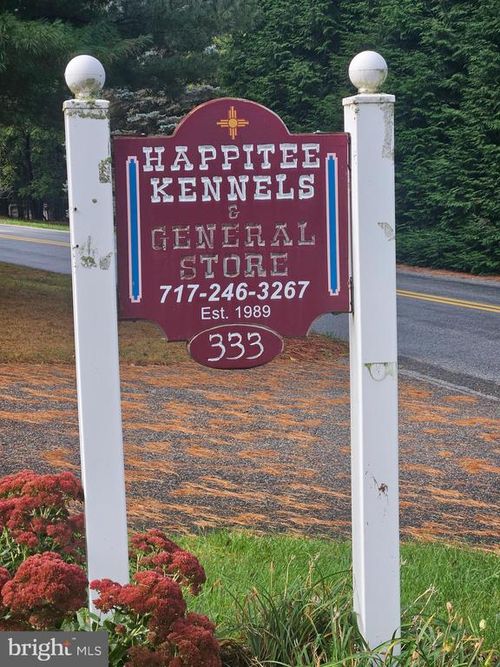 HAPPITEE
KENNELS
&
GENERAL
STORE
717-246-3267
Est. 1989
333
bright MLS